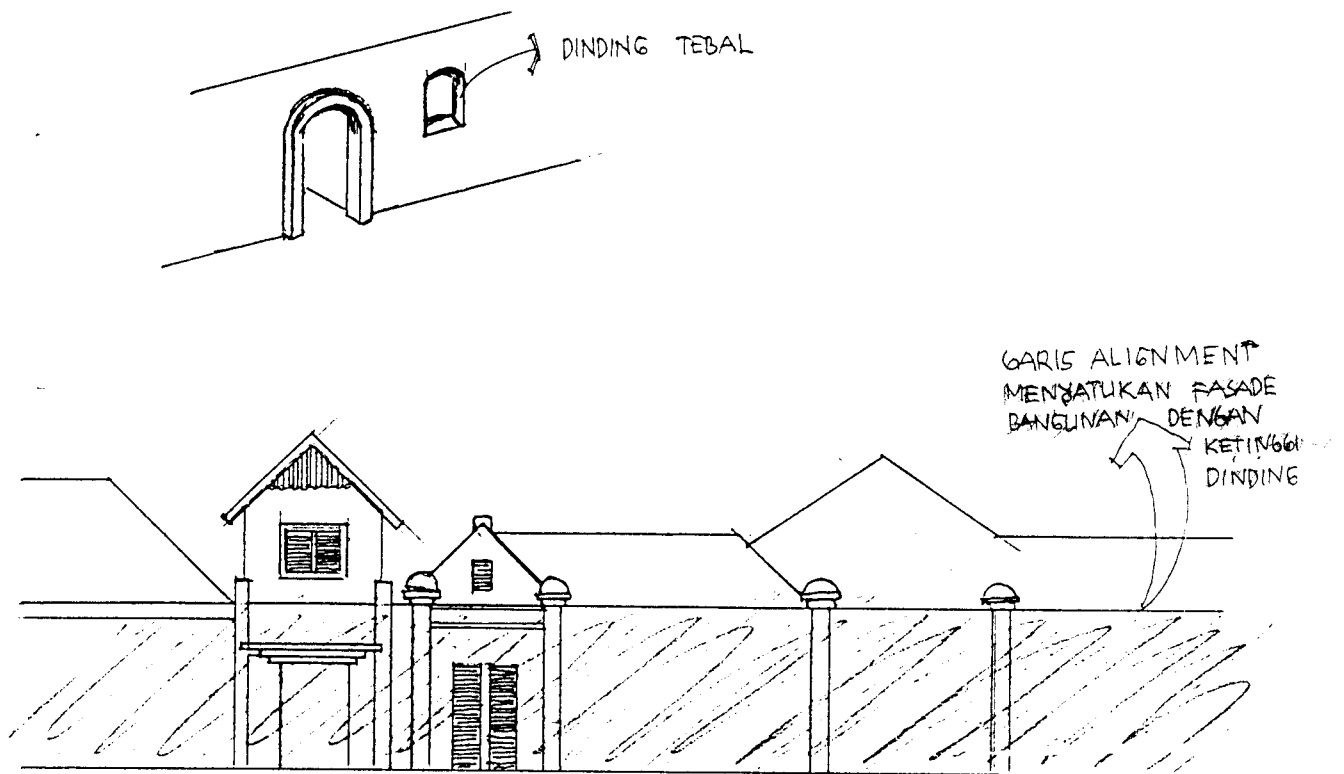 DINDING TEBAL
GARIS ALIGNMENT
MENYATUKAN FASADE
BANGUNAN DENGAN
KETINGGI
DINDING